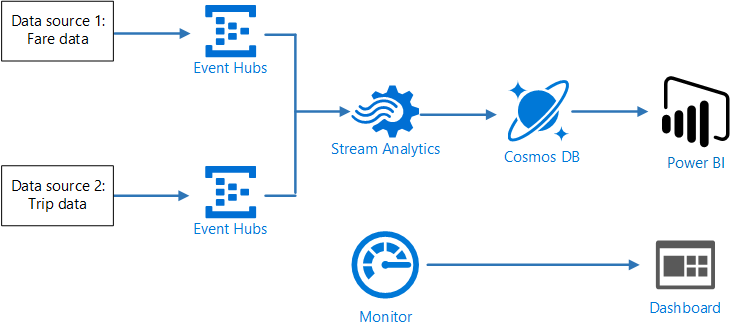 Data source 1:
Fare data
Event Hubs
Stream Analytics
Cosmos DB
Power BI
Data source 2:
Trip data
Event Hubs
Monitor
Dashboard